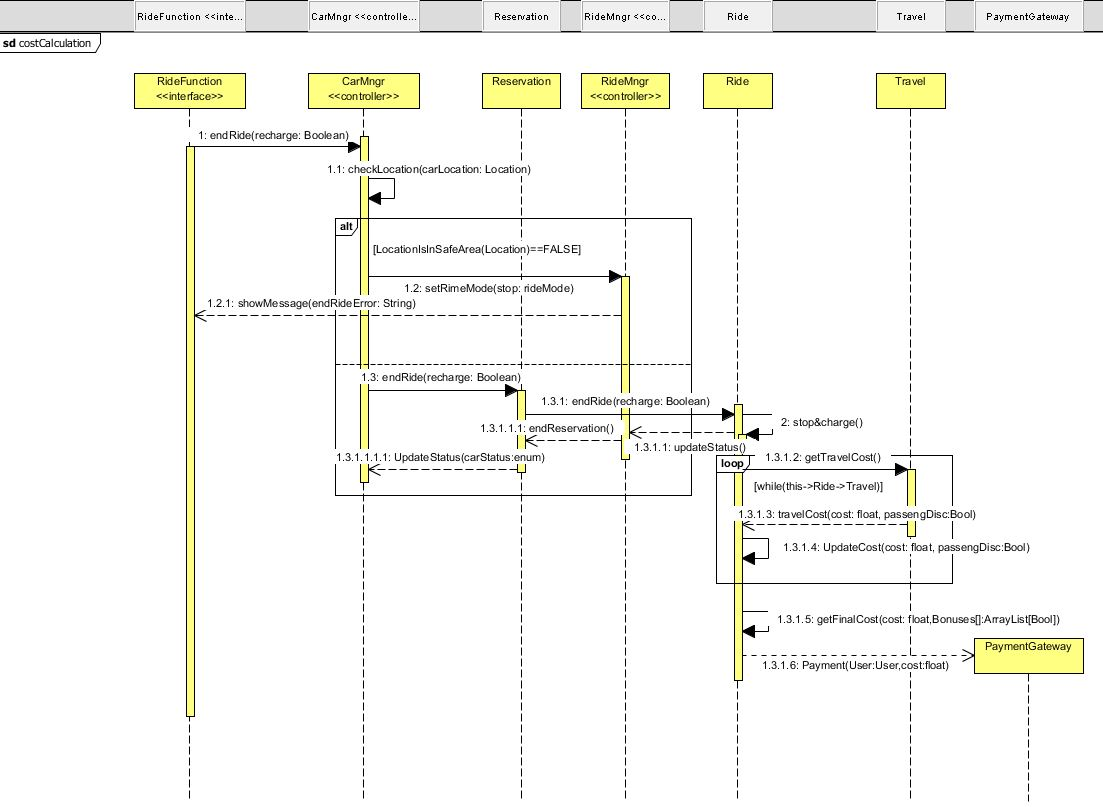 RideFunction <<inte...
CarMngr <<controlle...
Reservation
RideMngr <<co...
Ride
Travel
PaymentGateway
sd costCalculation
RideFunction
<<interface>>
CarMngr
<<controller>>
Reservation
RideMngr
<<controller>>
Ride
Travel
1: endRide(recharge: Boolean)
1.1: checkLocation(carLocation: Location)
alt
[LocationIsInSafeArea(Location)==FALSE]
1.2: setRimeMode(stop: rideMode)
1.2.1: showMessage(endRideError: String)
1.3: endRide(recharge: Boolean)
1.3.1: endRide(recharge: Boolean)
2: stop&charge()
1.3.1.1.1: endReservation()
1.3.1.1: updateStatus()
1.3.1.1.1.1: UpdateStatus(carStatus:enum)
loop
1.3.1.2: getTravelCost()
[while(this->Ride->Travel)]
1.3.1.3: travelCost(cost: float, passengDisc:Bool)
1.3.1.4: UpdateCost(cost: float, passengDisc:Bool)
1.3.1.5: getFinalCost(cost: float,Bonuses[]:ArrayList[Bool])
PaymentGateway
1.3.1.6: Payment(User:User,cost:float)